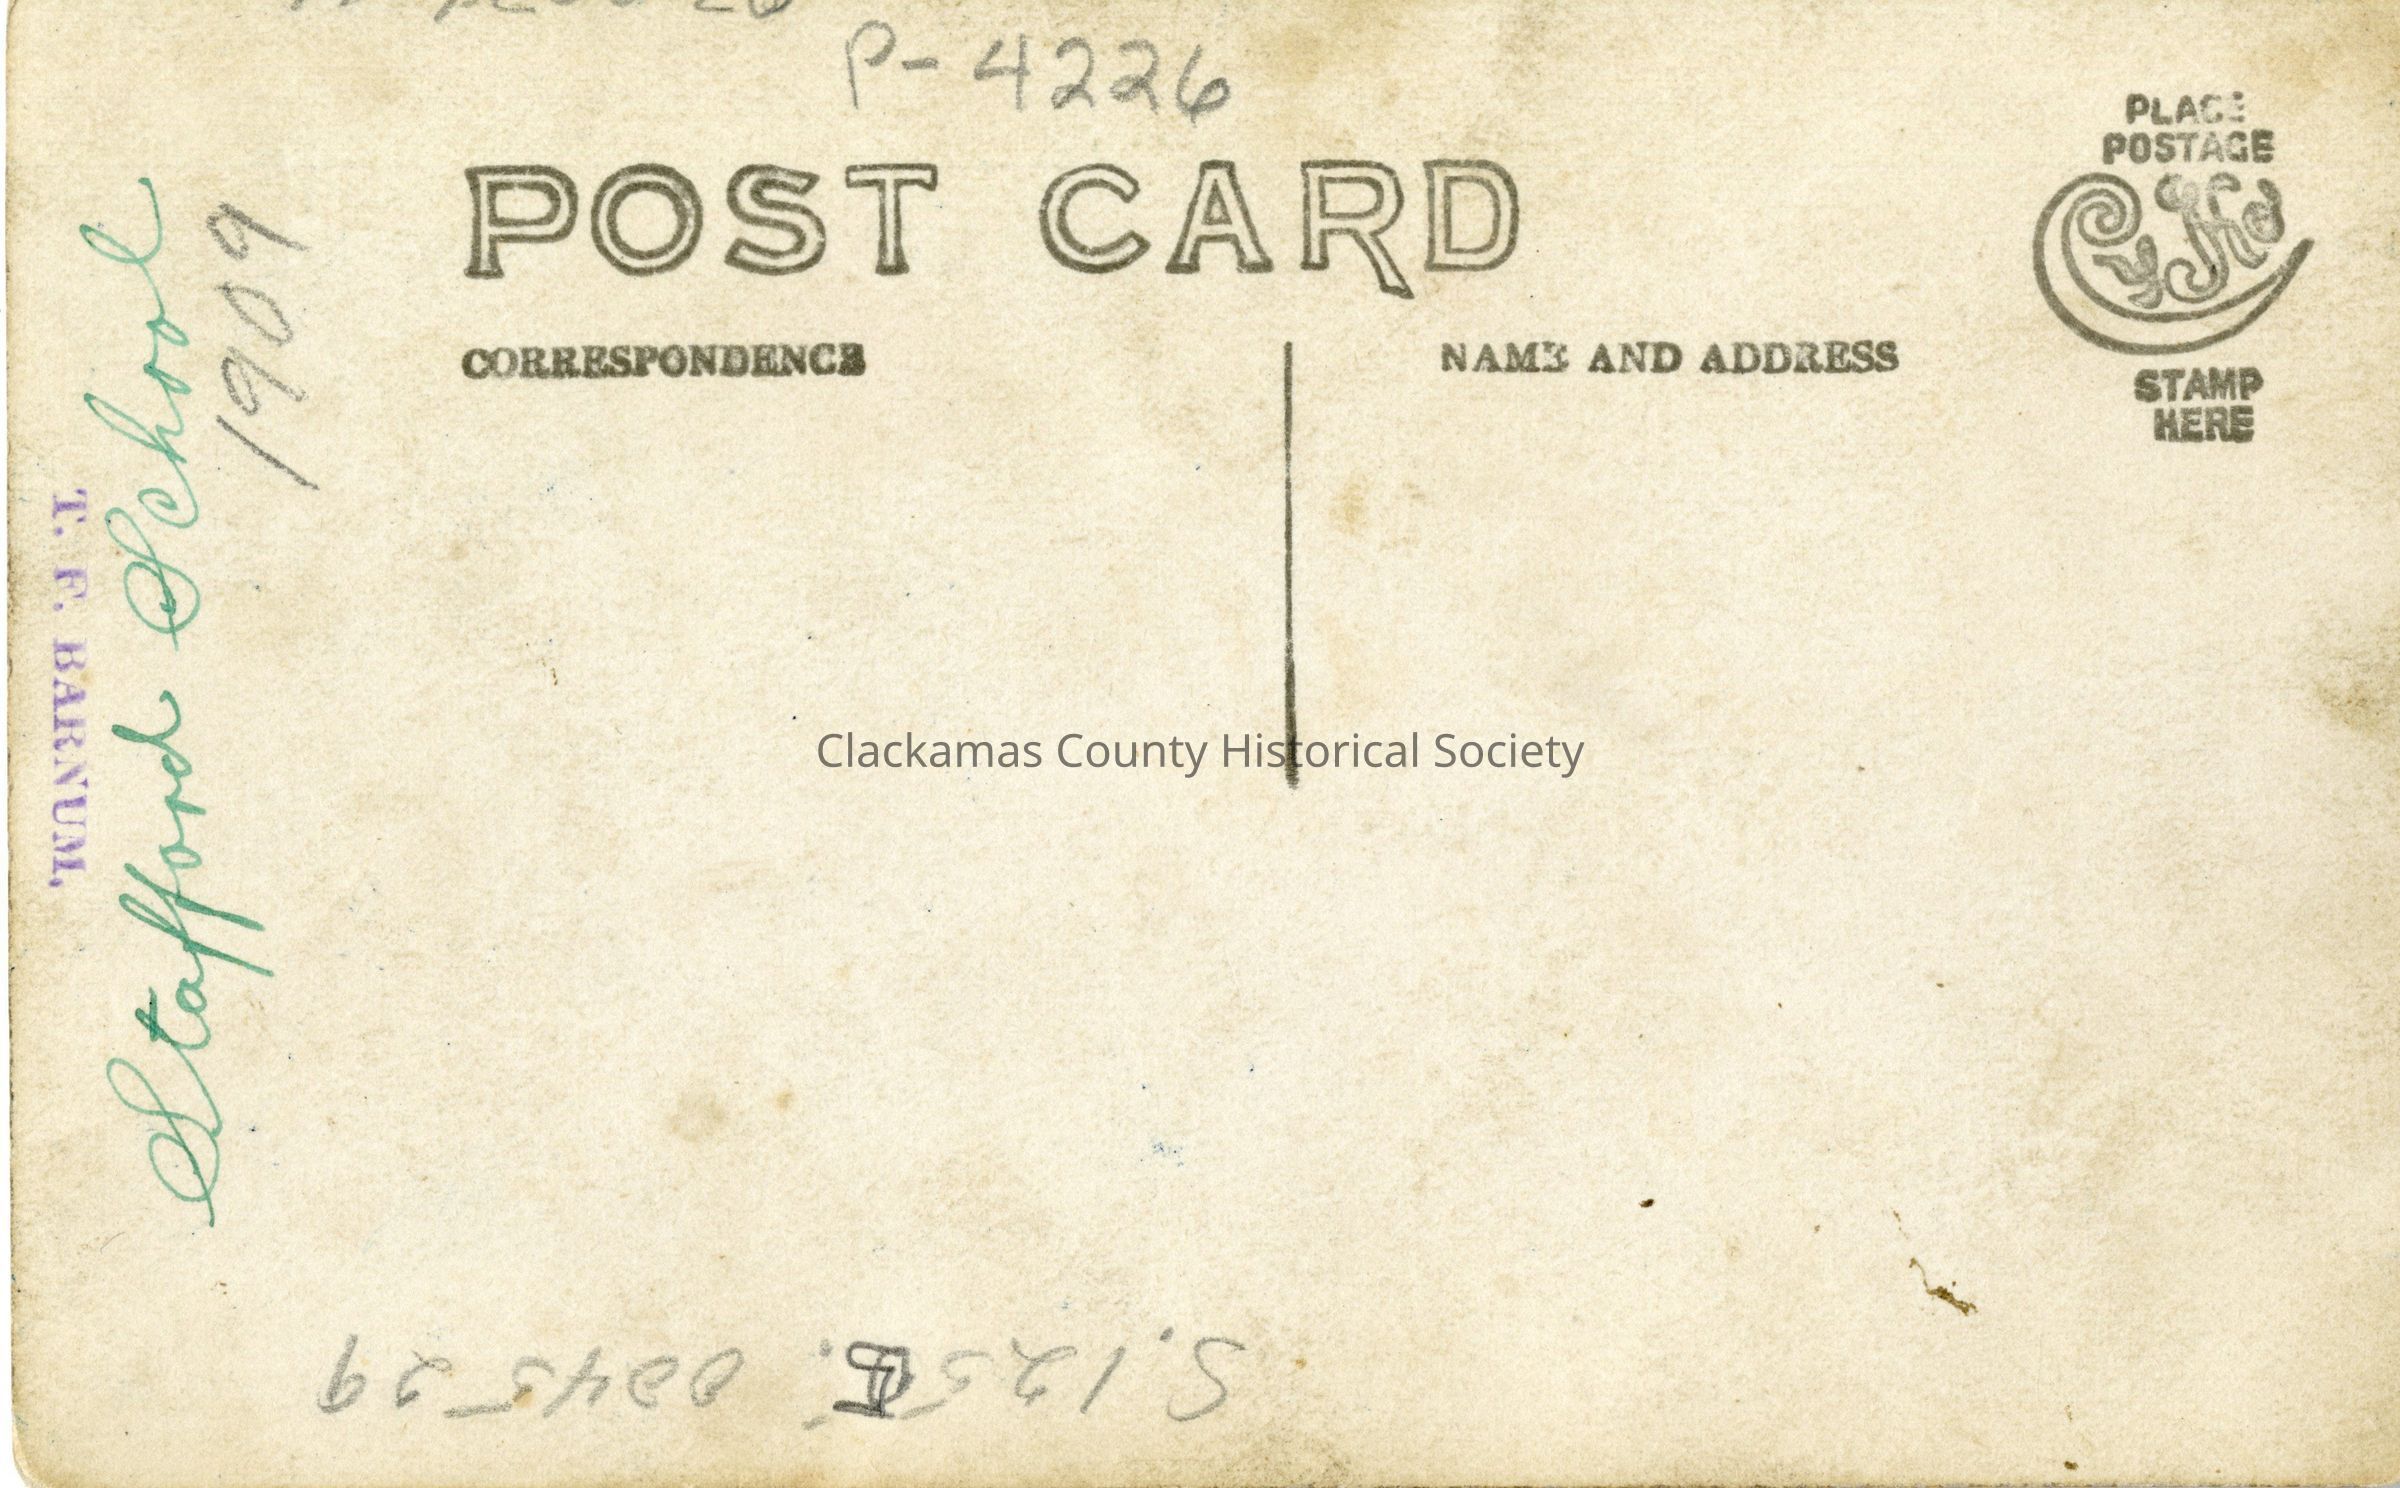 P-4226
POST CARD
PLACE
POSTAGE
Cyko
STAMP
HERE
CORRESPONDENCE
NAME AND ADDRESS
Stafford School
1909
T. F. BARNUM,
Clackamas County Historical Society